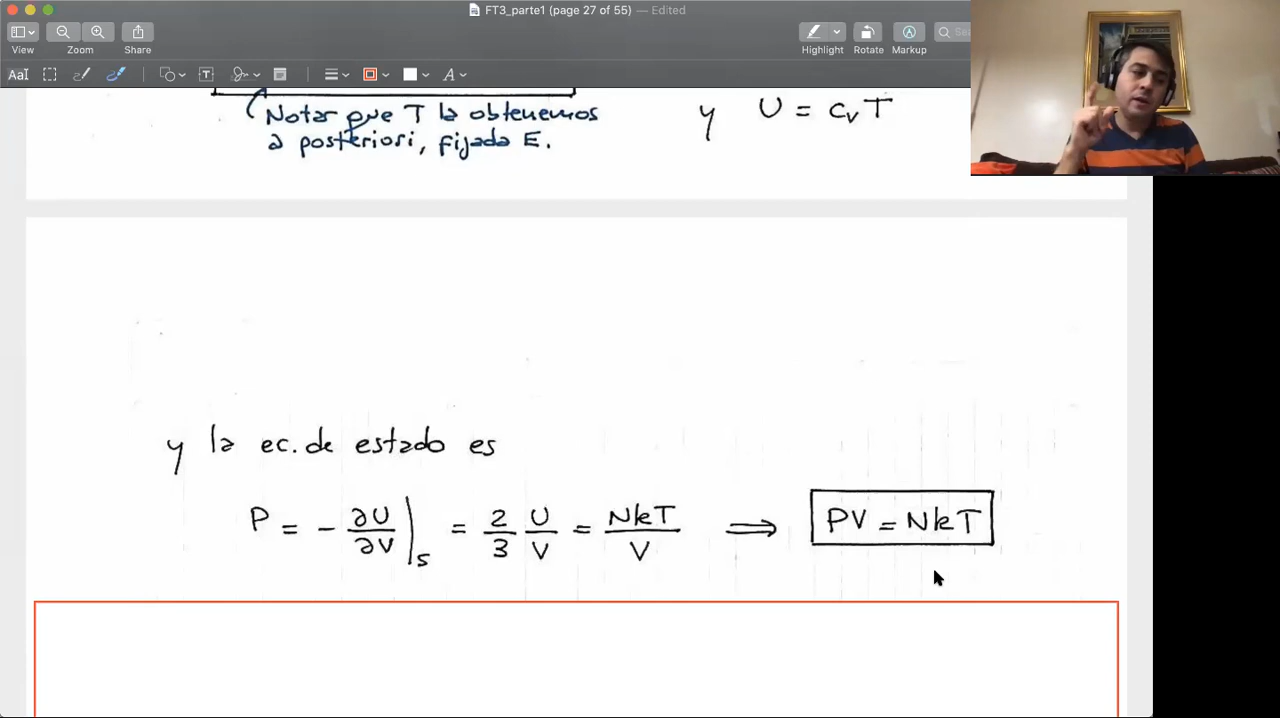 FT3_parte1 (page 27 of 55) — Edited
View Zoom Share Highlight Rotate Markup
Notar que T la obtenemos
a posteriori, fijada E.
y U = c_v T
y la ec. de estado es
P = - ∂U/∂V |_S = 2/3 U/V = NkT/V ⟹ PV = NkT